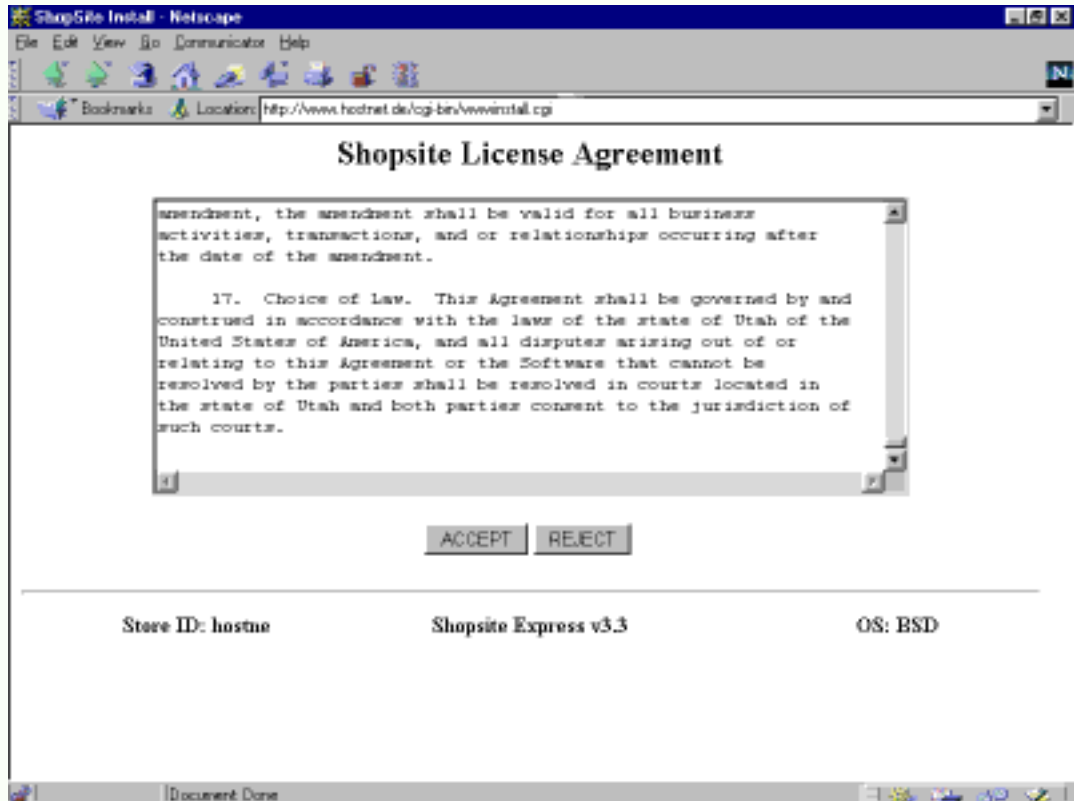 ShopSite Install - Netscape
File Edit View Go Communicator Help
Bookmarks Location: http://www.hostnet.de/cgi-bin/wwwinstall.cgi
Shopsite License Agreement
amendment, the amendment shall be valid for all business
activities, transactions, and or relationships occurring after
the date of the amendment.
17. Choice of Law. This Agreement shall be governed by and
construed in accordance with the laws of the state of Utah of the
United States of America, and all disputes arising out of or
relating to this Agreement or the Software that cannot be
resolved by the parties shall be resolved in courts located in
the state of Utah and both parties consent to the jurisdiction of
such courts.
ACCEPT REJECT
Store ID: hostne Shopsite Express v3.3 OS: BSD
Document Done